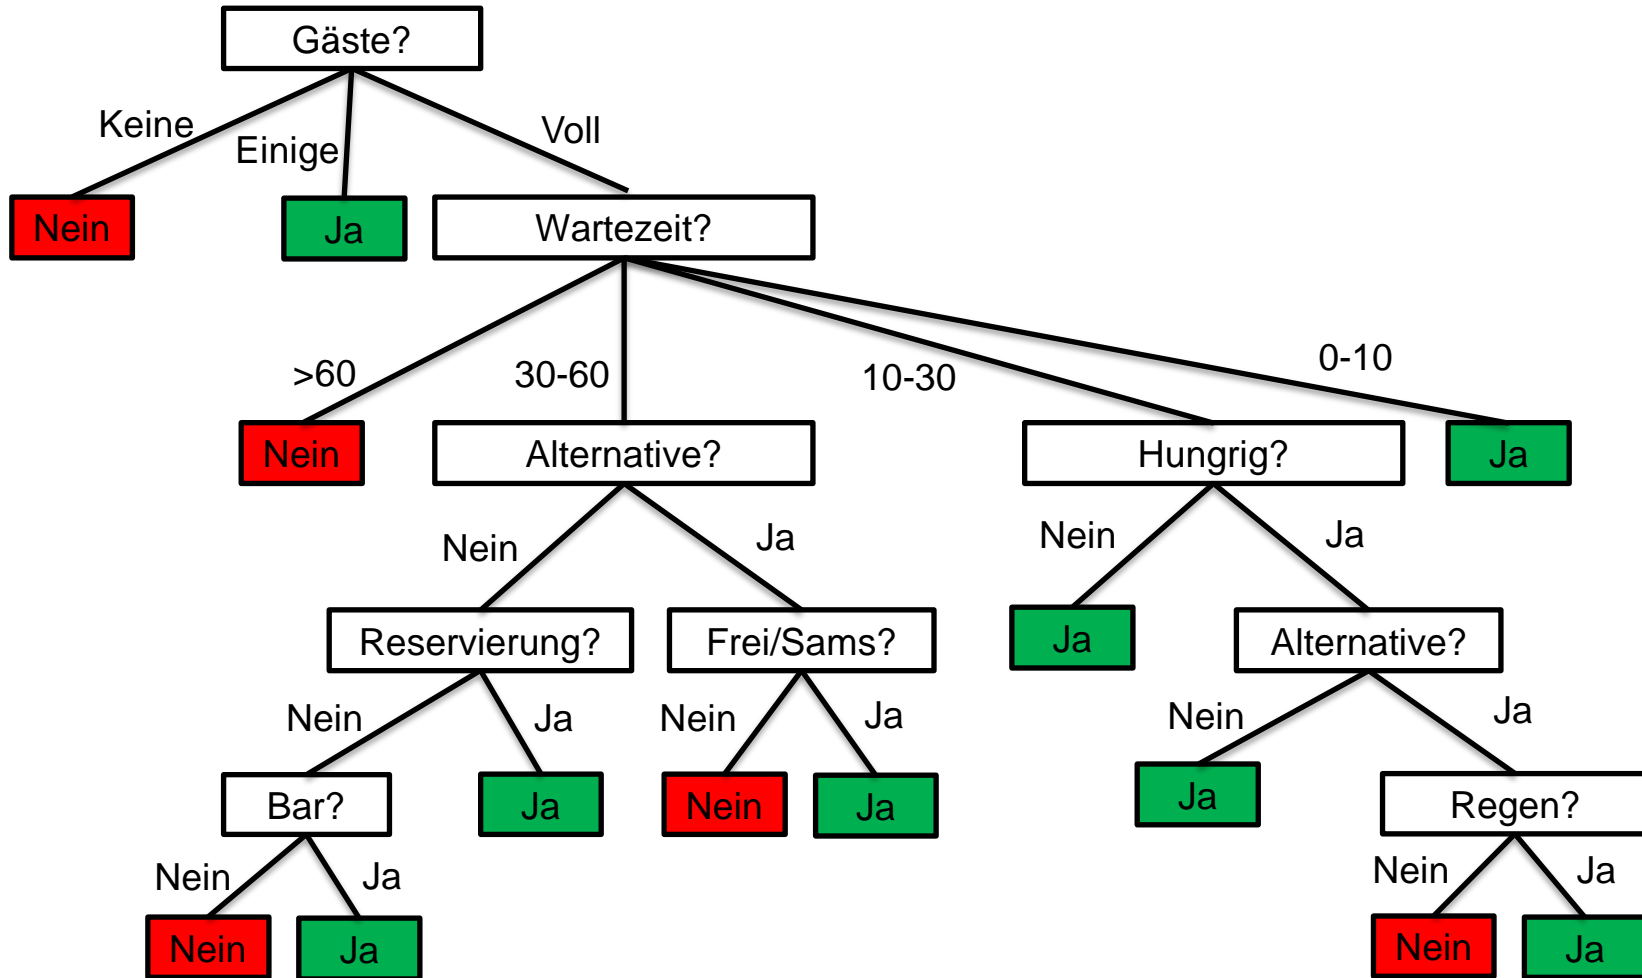 Gäste?
Keine
Einige
Voll
Nein
Ja
Wartezeit?
>60
30-60
10-30
0-10
Nein
Alternative?
Hungrig?
Ja
Nein
Ja
Nein
Ja
Reservierung?
Frei/Sams?
Ja
Alternative?
Nein
Ja
Nein
Ja
Nein
Ja
Bar?
Ja
Nein
Ja
Ja
Regen?
Nein
Ja
Nein
Ja
Nein
Ja
Nein
Ja